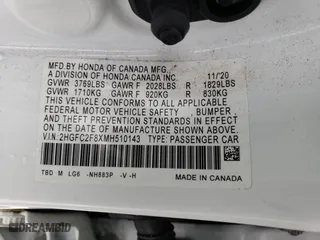 MFD.BY HONDA OF CANADA MFG.,
A DIVISION OF HONDA CANADA INC. 11/'20
GVWR 3769LBS GAWR F 2028LBS R 1829LBS
GVWR 1710KG GAWR F 920KG R 830KG
THIS VEHICLE CONFORMS TO ALL APPLICABLE
FEDERAL MOTOR VEHICLE SAFETY, BUMPER,
AND THEFT PREVENTION STANDARDS IN EFFECT
ON THE DATE OF MANUFACTURE SHOWN ABOVE.
V.I.N. 2HGFC2F8XMH510143 TYPE: PASSENGER CAR
TBD M LG6 -NH883P -V-H
MADE IN CANADA
DEALERSHIP